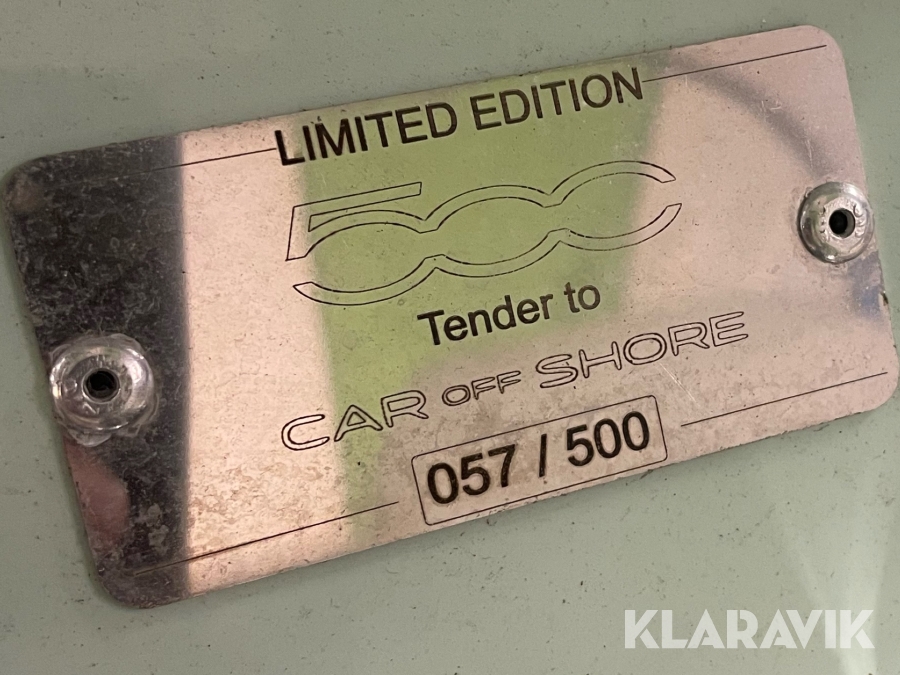 LIMITED EDITION
500
Tender to
CAR OFF SHORE
057 / 500
KLARAVIK